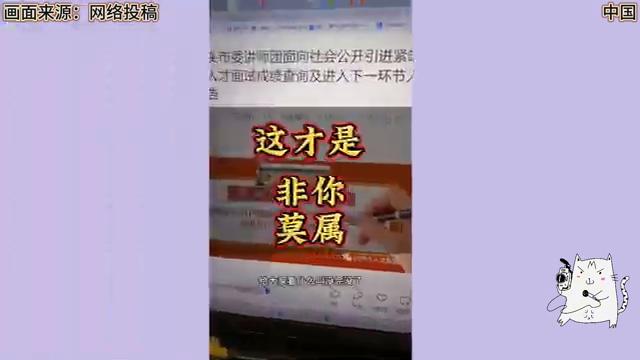 画面来源：网络投稿
中国
市委讲师团面向社会公开引进紧缺
人才面试成绩查询及进入下一环节人
这才是
非你
莫属